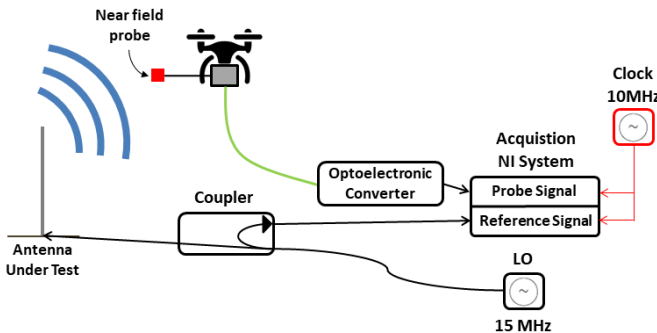 Near field
probe
Clock
10MHz
~
Acquistion
NI System
Optoelectronic
Converter
Probe Signal
Reference Signal
Coupler
Antenna
Under Test
LO
~
15 MHz